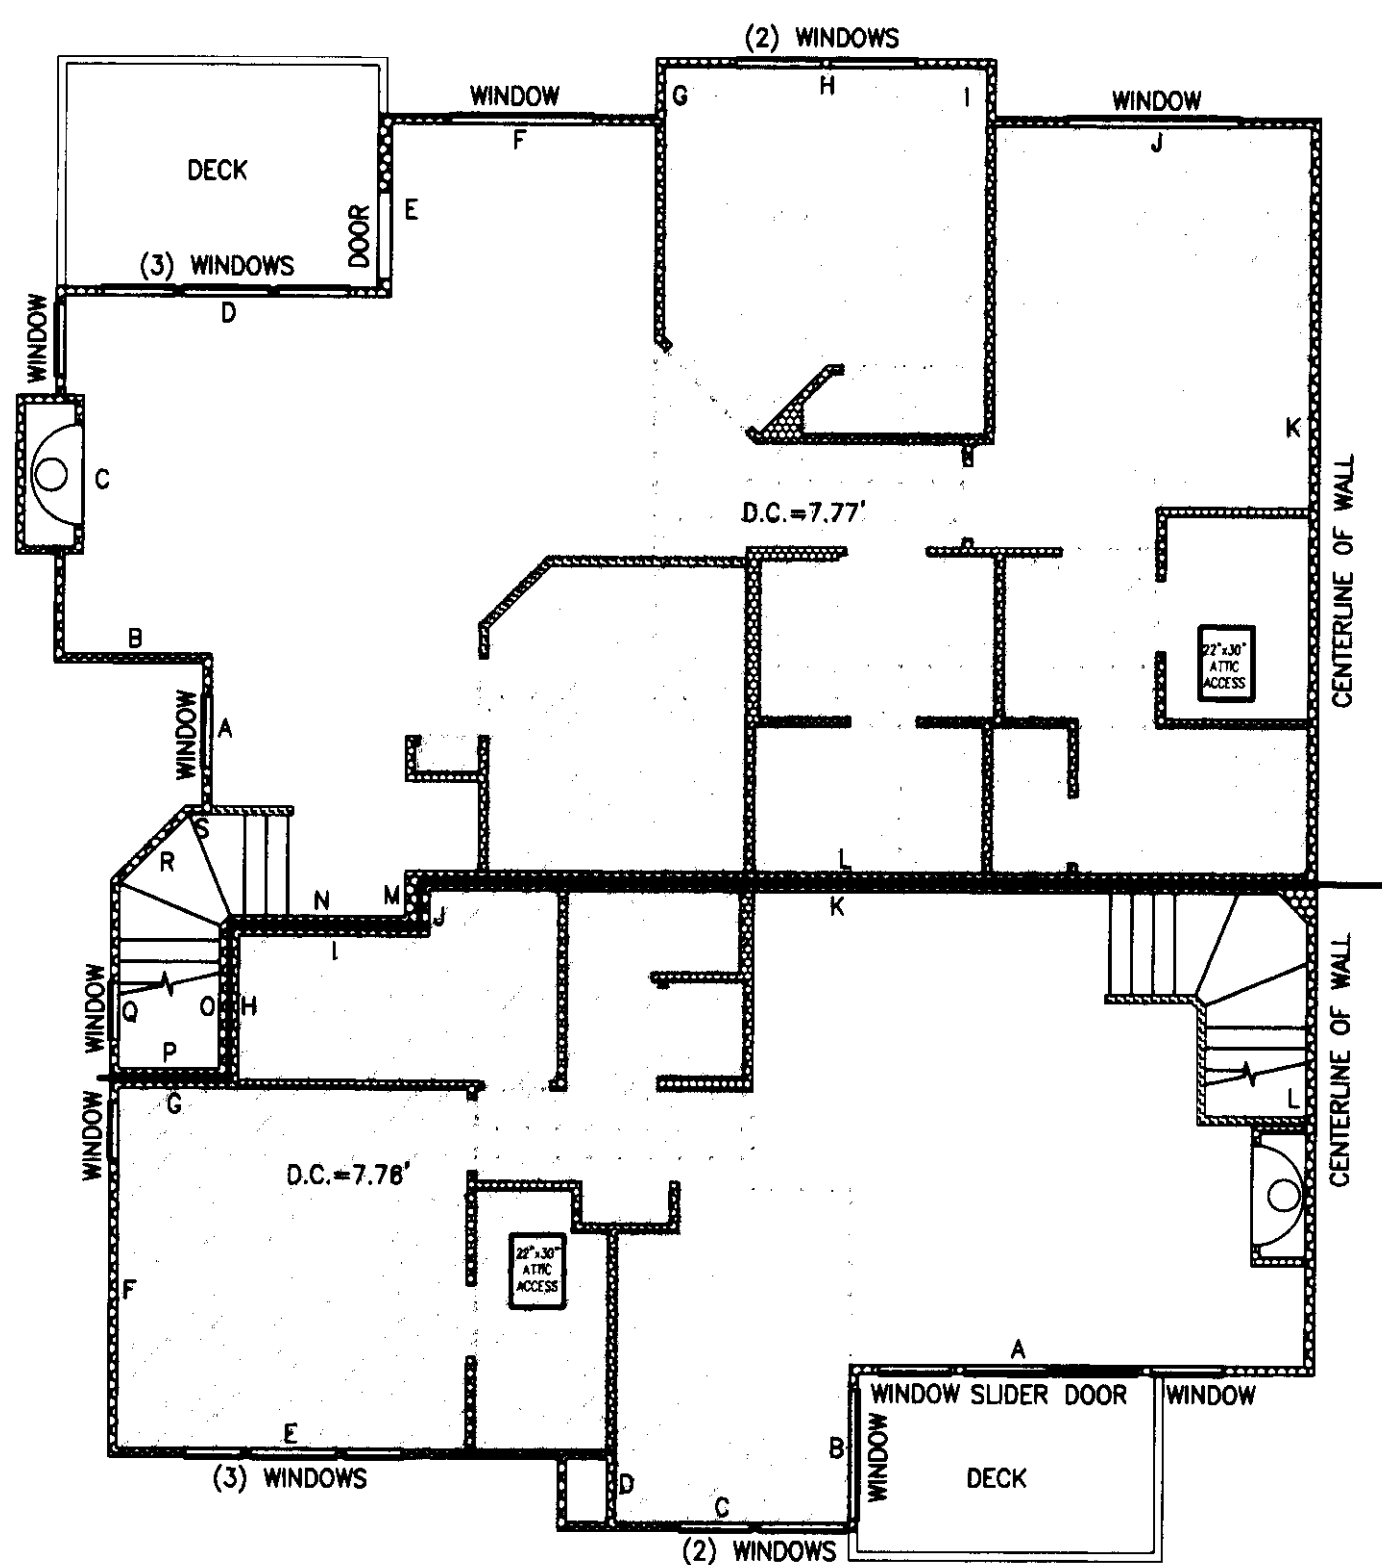 (2) WINDOWS
H
G
I
WINDOW
F
WINDOW
J
DECK
E
DOOR
(3) WINDOWS
D
WINDOW
C
K
CENTERLINE OF WALL
D.C.=7.77'
B
22"x30"
ATTIC
ACCESS
WINDOW
A
S
R
L
N
M
J
K
I
WINDOW
Q
O
H
P
G
CENTERLINE OF WALL
L
WINDOW
D.C.=7.76'
22"x30"
ATTIC
ACCESS
F
A
WINDOW
SLIDER DOOR
WINDOW
E
(3) WINDOWS
B
WINDOW
DECK
D
C
(2) WINDOWS